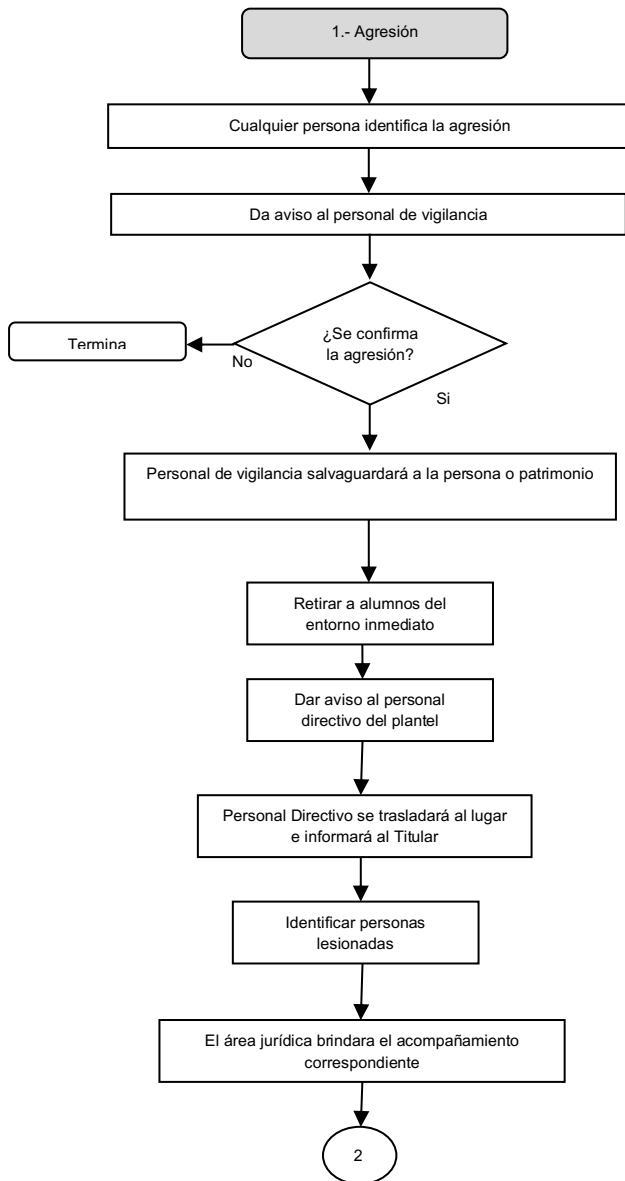 1.- Agresión
Cualquier persona identifica la agresión
Da aviso al personal de vigilancia
¿Se confirma
la agresión?
Termina
No
Si
Personal de vigilancia salvaguardará a la persona o patrimonio
Retirar a alumnos del
entorno inmediato
Dar aviso al personal
directivo del plantel
Personal Directivo se trasladará al lugar
e informará al Titular
Identificar personas
lesionadas
El área jurídica brindara el acompañamiento
correspondiente
2